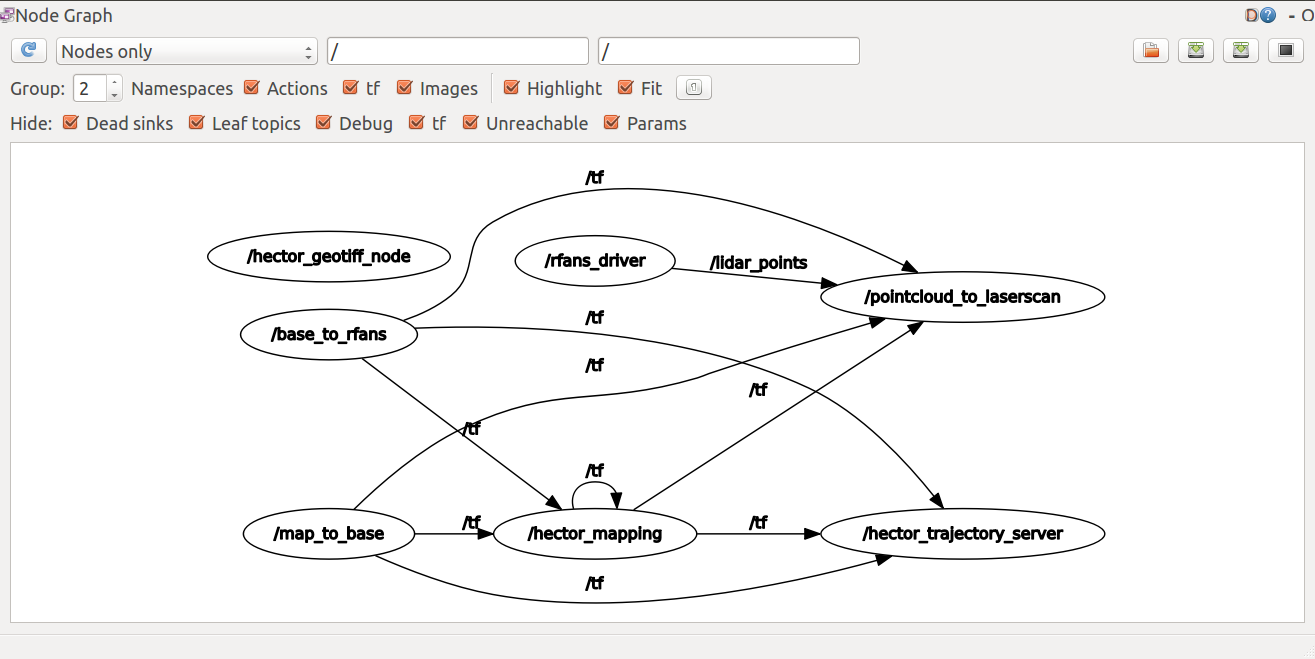 Node Graph
D ? - O
Nodes only / /
Group: 2 Namespaces Actions tf Images Highlight Fit
Hide: Dead sinks Leaf topics Debug tf Unreachable Params
/tf
/hector_geotiff_node
/rfans_driver
/lidar_points
/pointcloud_to_laserscan
/tf
/base_to_rfans
/tf
/tf
/tf
/tf
/map_to_base
/tf
/hector_mapping
/tf
/hector_trajectory_server
/tf